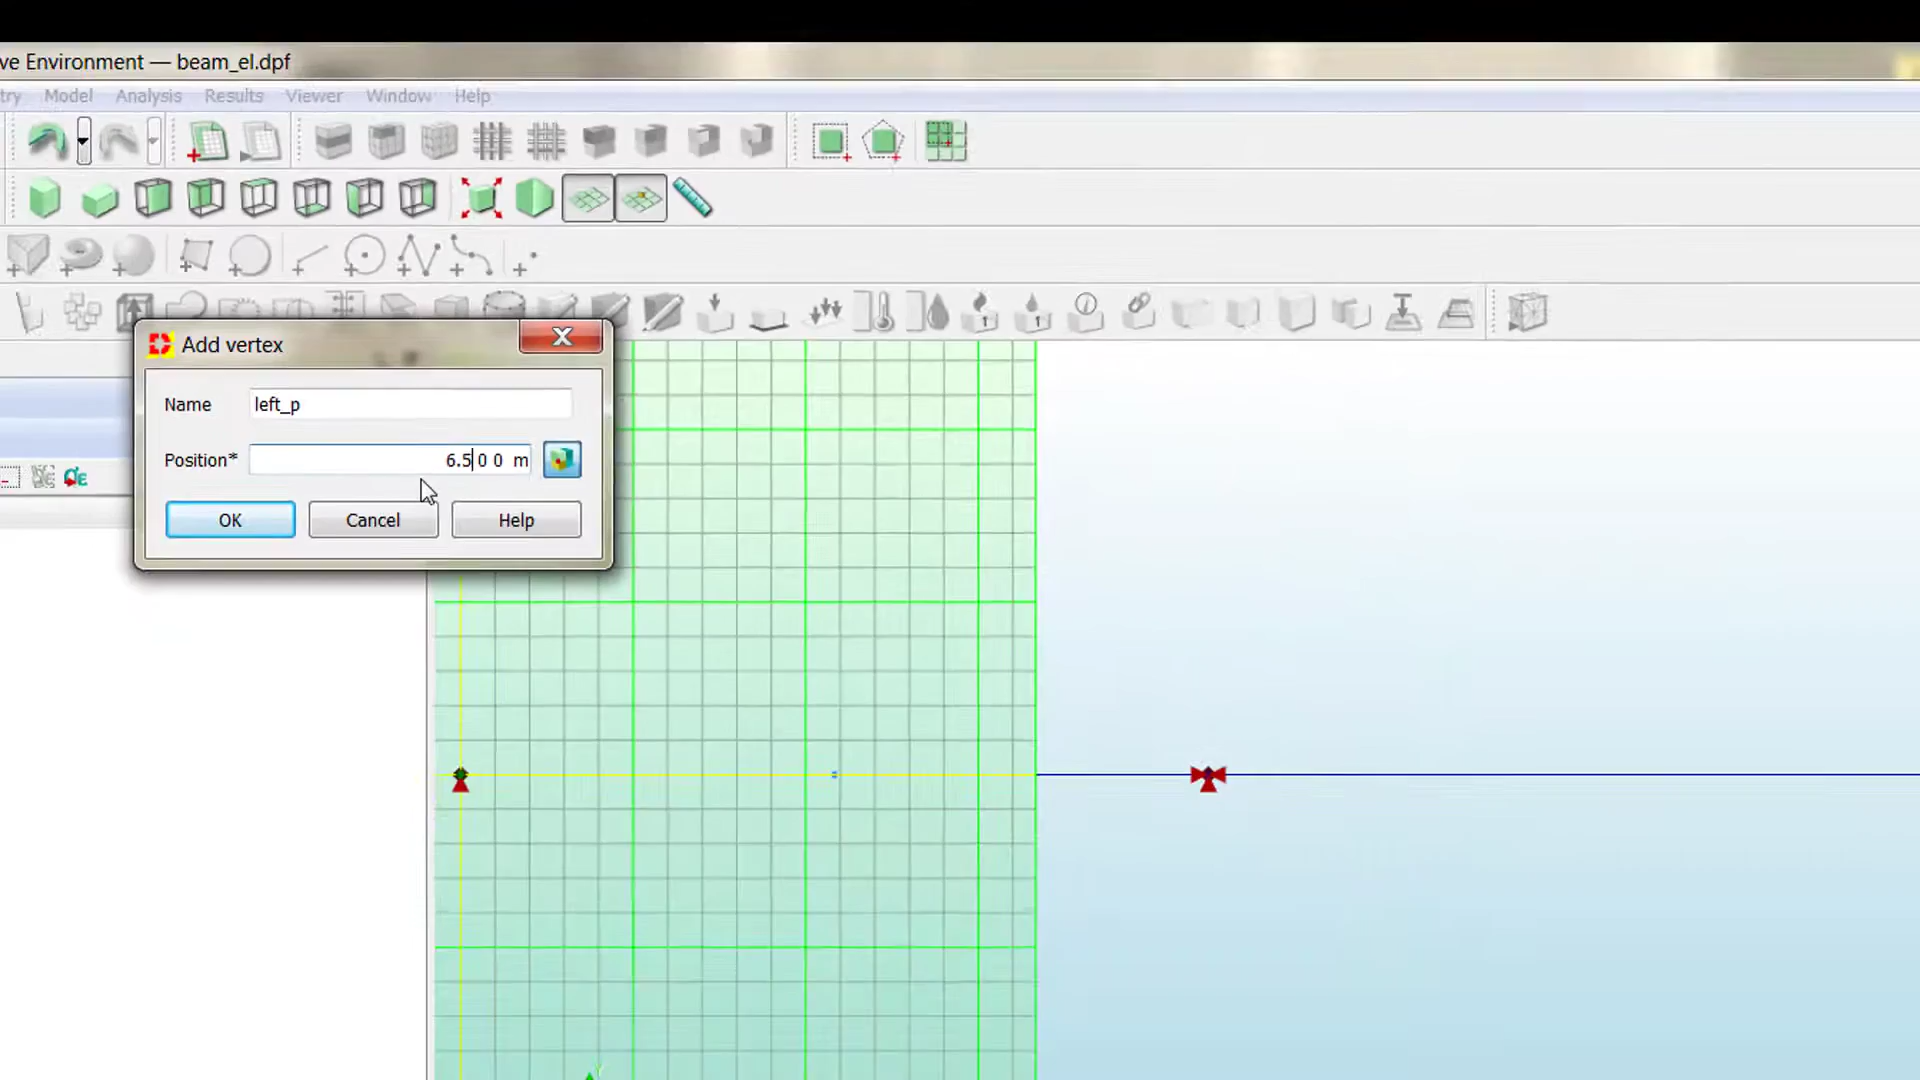 ve Environment — beam_el.dpf
try Model Analysis Results Viewer Window Help
Add vertex
Name left_p
Position* 6.5 0 0 m
OK Cancel Help
Y